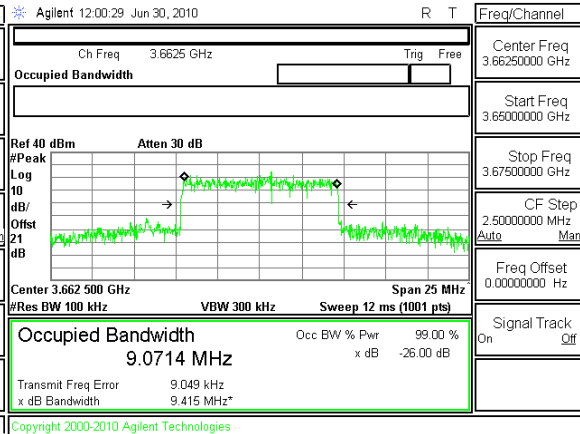 Agilent 12:00:29 Jun 30, 2010 R T Freq/Channel
Ch Freq 3.6625 GHz Trig Free
Occupied Bandwidth
Center Freq
3.66250000 GHz
Start Freq
3.65000000 GHz
Stop Freq
3.67500000 GHz
CF Step
2.50000000 MHz
Auto Man
Freq Offset
0.00000000 Hz
Signal Track
On Off
Ref 40 dBm Atten 30 dB
#Peak
Log
10
dB/
Offst
21
dB
Center 3.662 500 GHz Span 25 MHz
#Res BW 100 kHz VBW 300 kHz Sweep 12 ms (1001 pts)
Occupied Bandwidth Occ BW % Pwr 99.00 %
9.0714 MHz x dB -26.00 dB
Transmit Freq Error 9.049 kHz
x dB Bandwidth 9.415 MHz*
Copyright 2000-2010 Agilent Technologies